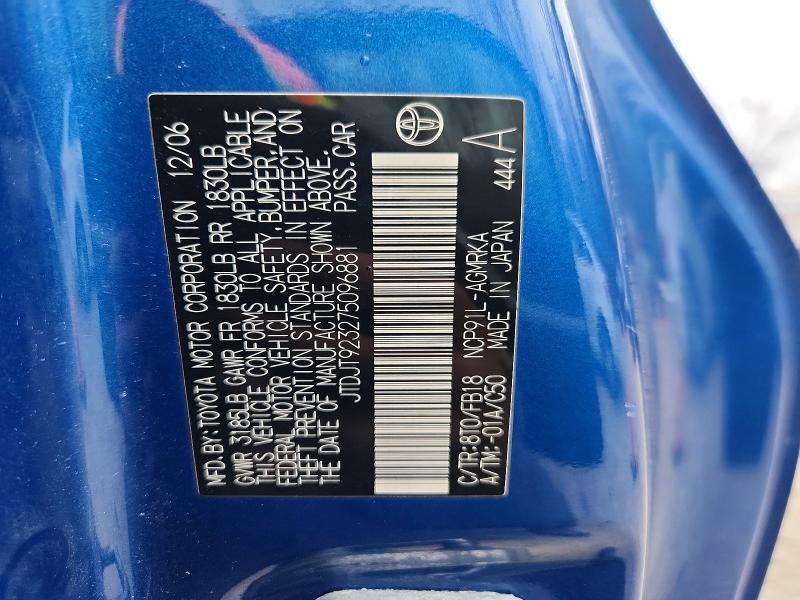 MFD.BY:TOYOTA MOTOR CORPORATION 12/06
GVWR 3185LB GAWR FR 1830LB RR 1830LB
THIS VEHICLE CONFORMS TO ALL APPLICABLE
FEDERAL MOTOR VEHICLE SAFETY,BUMPER,AND
THEFT PREVENTION STANDARDS IN EFFECT ON
THE DATE OF MANUFACTURE SHOWN ABOVE.
JTDJT923275096881 PASS.CAR
C/TR:8T0/FB18 NCP91L-AGMRKA 444A
A/TM:-01A/C50 MADE IN JAPAN